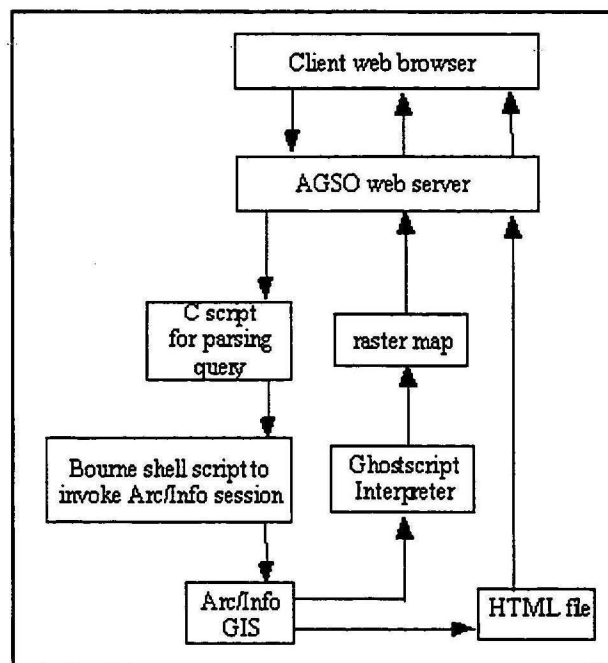 Client web browser
AGSO web server
C script
for parsing
query
raster map
Bourne shell script to
invoke Arc/Info session
Ghostscript
Interpreter
Arc/Info
GIS
HTML file